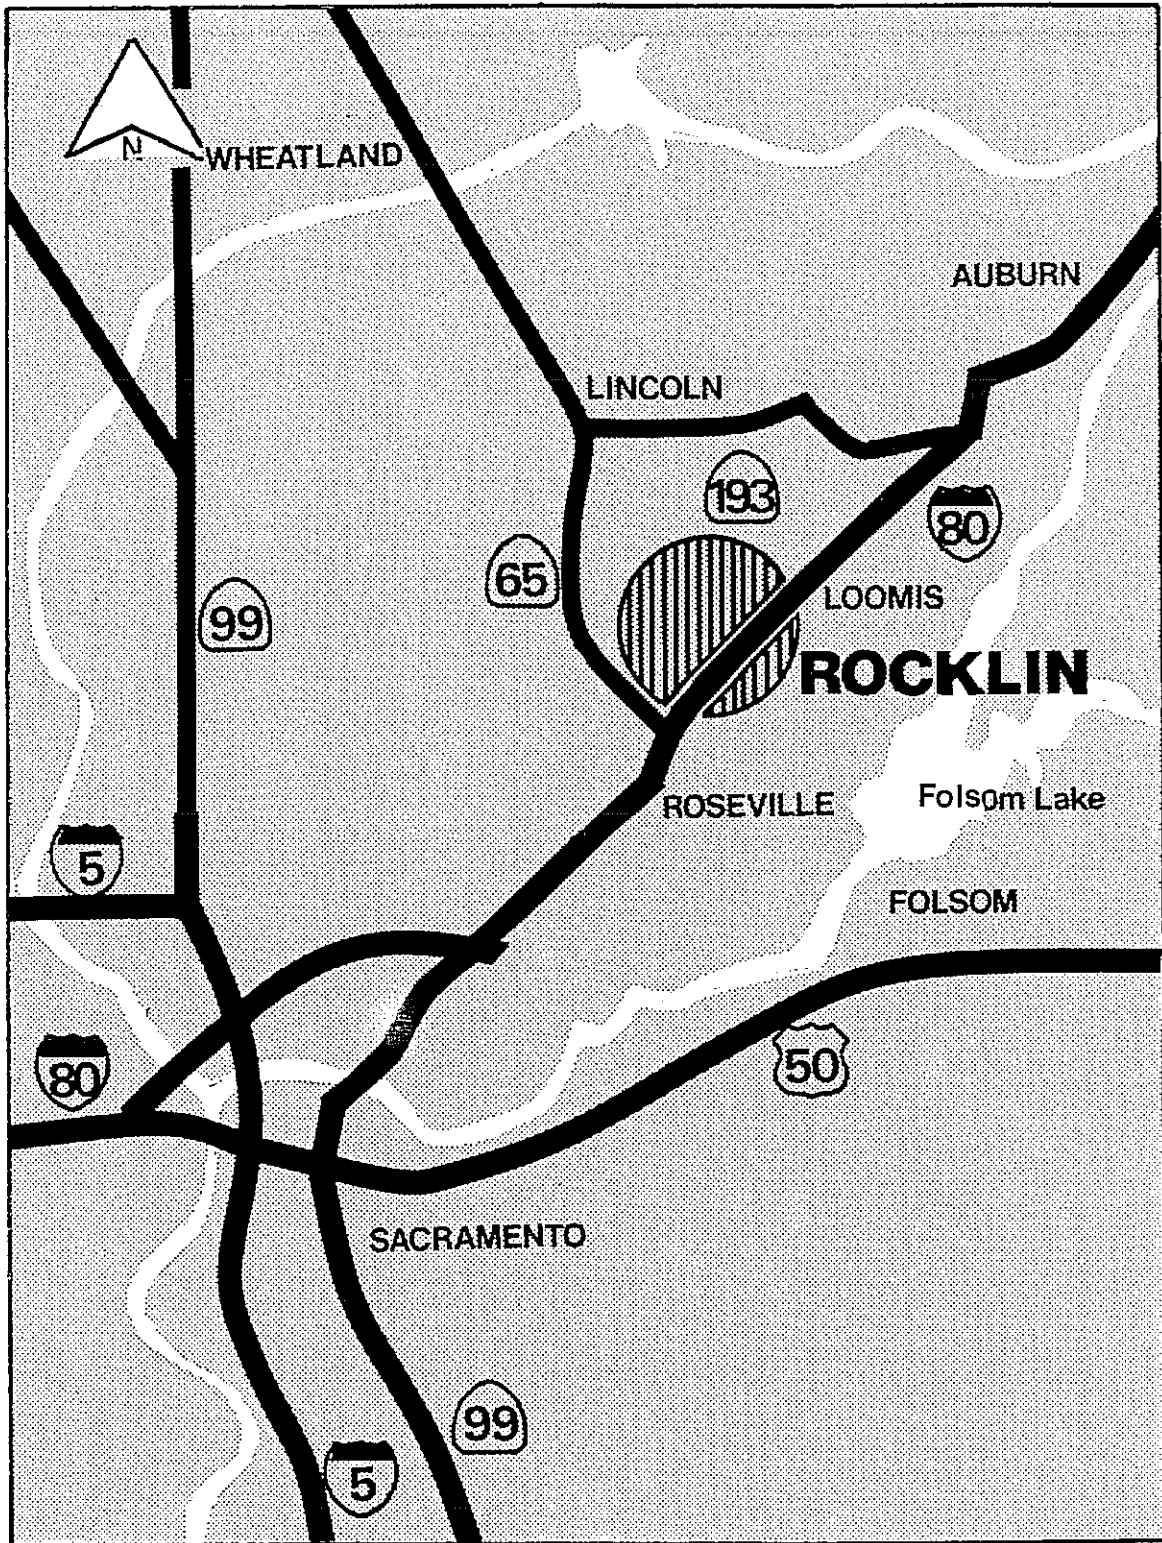 N
WHEATLAND
AUBURN
LINCOLN
193
80
65
LOOMIS
99
ROCKLIN
ROSEVILLE
Folsom Lake
5
FOLSOM
80
50
SACRAMENTO
99
5